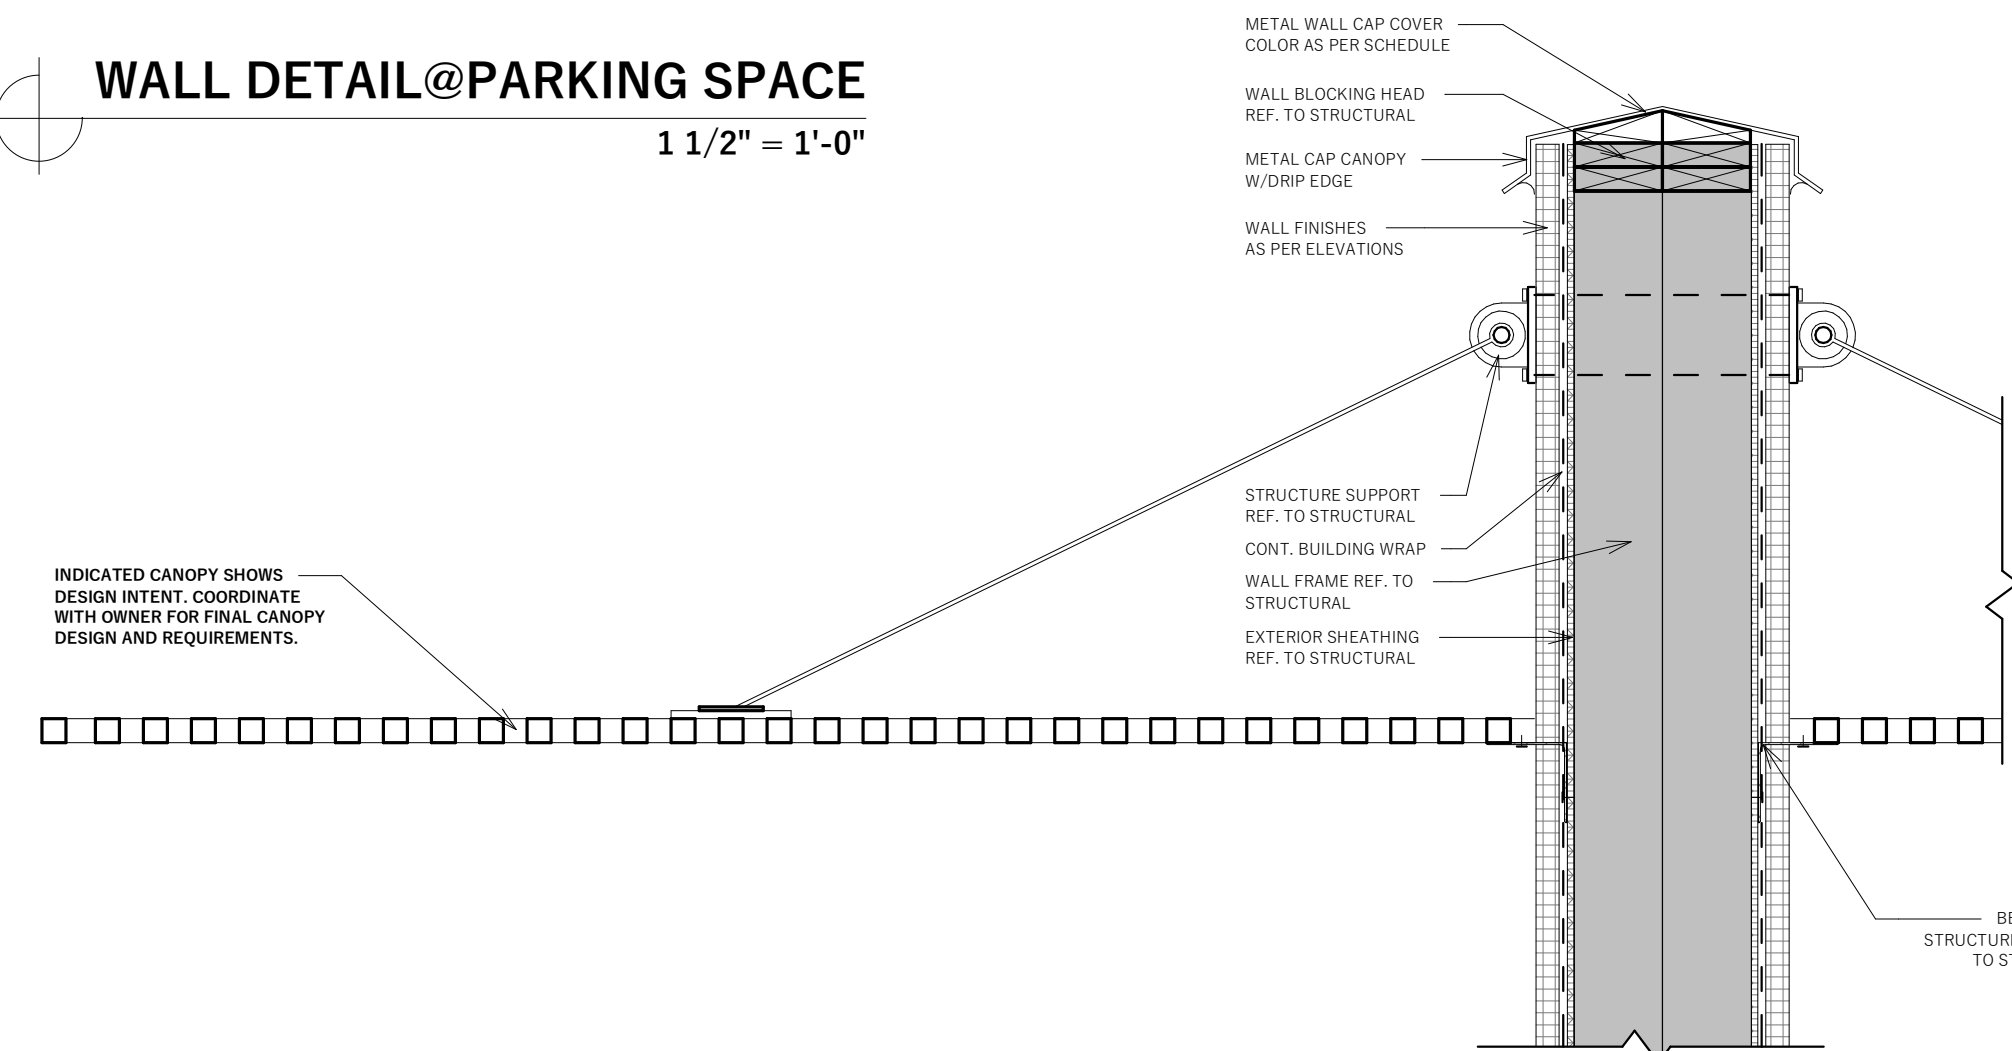 WALL DETAIL@PARKING SPACE
1 1/2" = 1'-0"
METAL WALL CAP COVER
COLOR AS PER SCHEDULE
WALL BLOCKING HEAD
REF. TO STRUCTURAL
METAL CAP CANOPY
W/DRIP EDGE
WALL FINISHES
AS PER ELEVATIONS
STRUCTURE SUPPORT
REF. TO STRUCTURAL
CONT. BUILDING WRAP
WALL FRAME REF. TO
STRUCTURAL
EXTERIOR SHEATHING
REF. TO STRUCTURAL
INDICATED CANOPY SHOWS
DESIGN INTENT. COORDINATE
WITH OWNER FOR FINAL CANOPY
DESIGN AND REQUIREMENTS.
TO